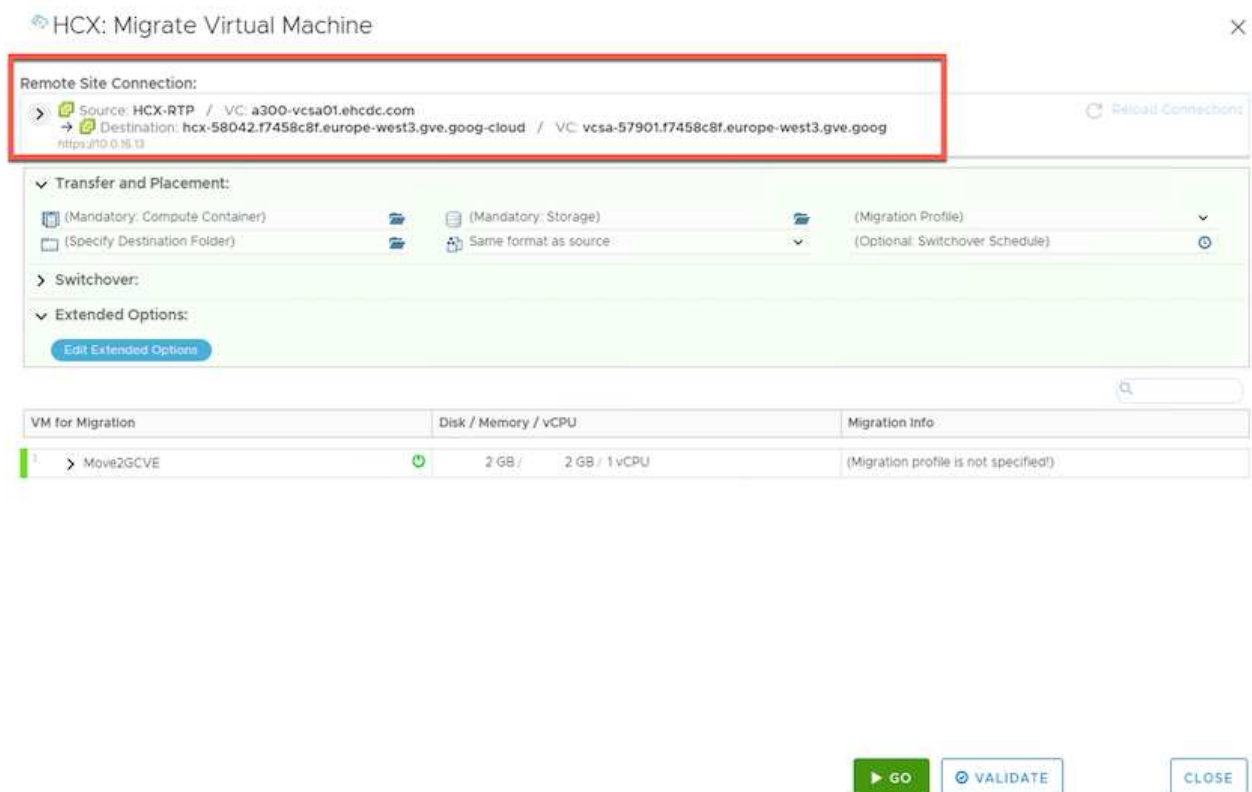 HCX: Migrate Virtual Machine
Remote Site Connection:
Source: HCX-RTP / VC: a300-vcsa01.ehcdc.com
→ Destination: hcx-58042.f7458c8f.europe-west3.gve.goog-cloud / VC: vcsa-57901.f7458c8f.europe-west3.gve.goog
https://10.0.16.13
Reload Connections
Transfer and Placement:
(Mandatory: Compute Container) (Mandatory: Storage) (Migration Profile)
(Specify Destination Folder) Same format as source (Optional: Switchover Schedule)
Switchover:
Extended Options:
Edit Extended Options
VM for Migration Disk / Memory / vCPU Migration Info
1 Move2GCVE 2 GB / 2 GB / 1 vCPU (Migration profile is not specified!)
GO VALIDATE CLOSE